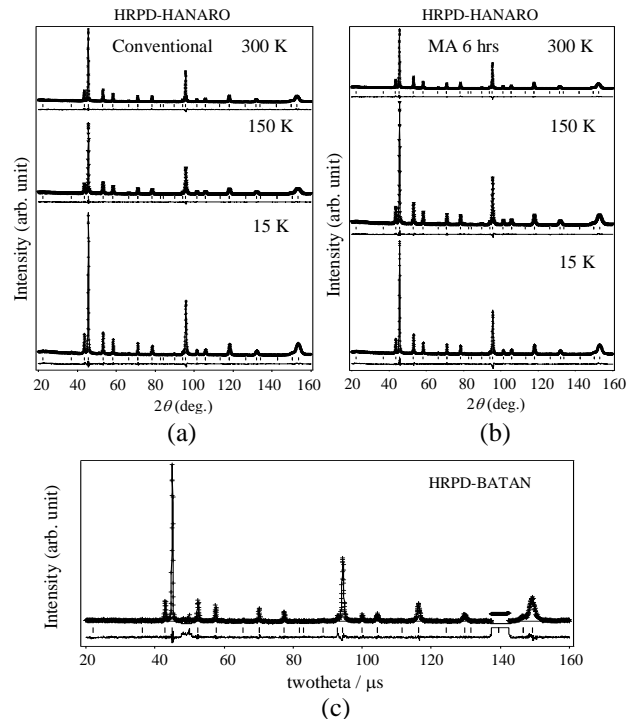 HRPD-HANARO
Conventional 300 K
150 K
15 K
Intensity (arb. unit)
20 40 60 80 100 120 140 160
2θ (deg.)
(a)
HRPD-HANARO
MA 6 hrs 300 K
150 K
15 K
Intensity (arb. unit)
20 40 60 80 100 120 140 160
2θ (deg.)
(b)
HRPD-BATAN
Intensity (arb. unit)
20 40 60 80 100 120 140 160
twotheta / μs
(c)